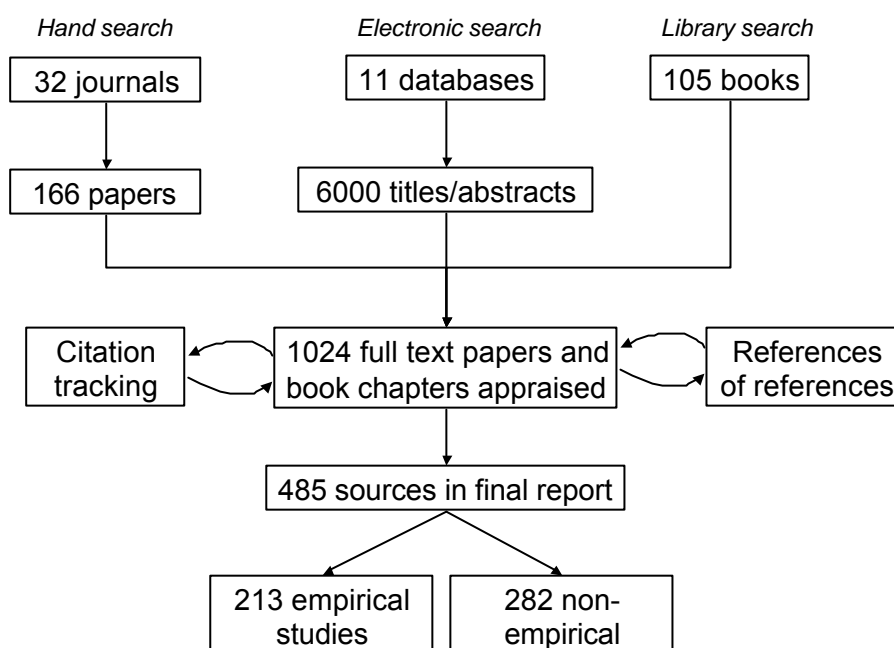 Hand search
Electronic search
Library search
32 journals
11 databases
105 books
166 papers
6000 titles/abstracts
Citation
tracking
1024 full text papers and
book chapters appraised
References
of references
485 sources in final report
213 empirical
studies
282 non-
empirical